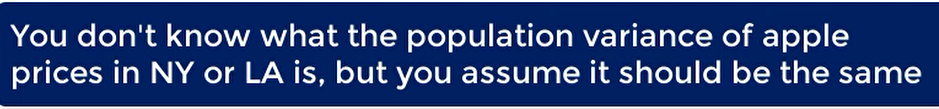 You don't know what the population variance of apple
prices in NY or LA is, but you assume it should be the same